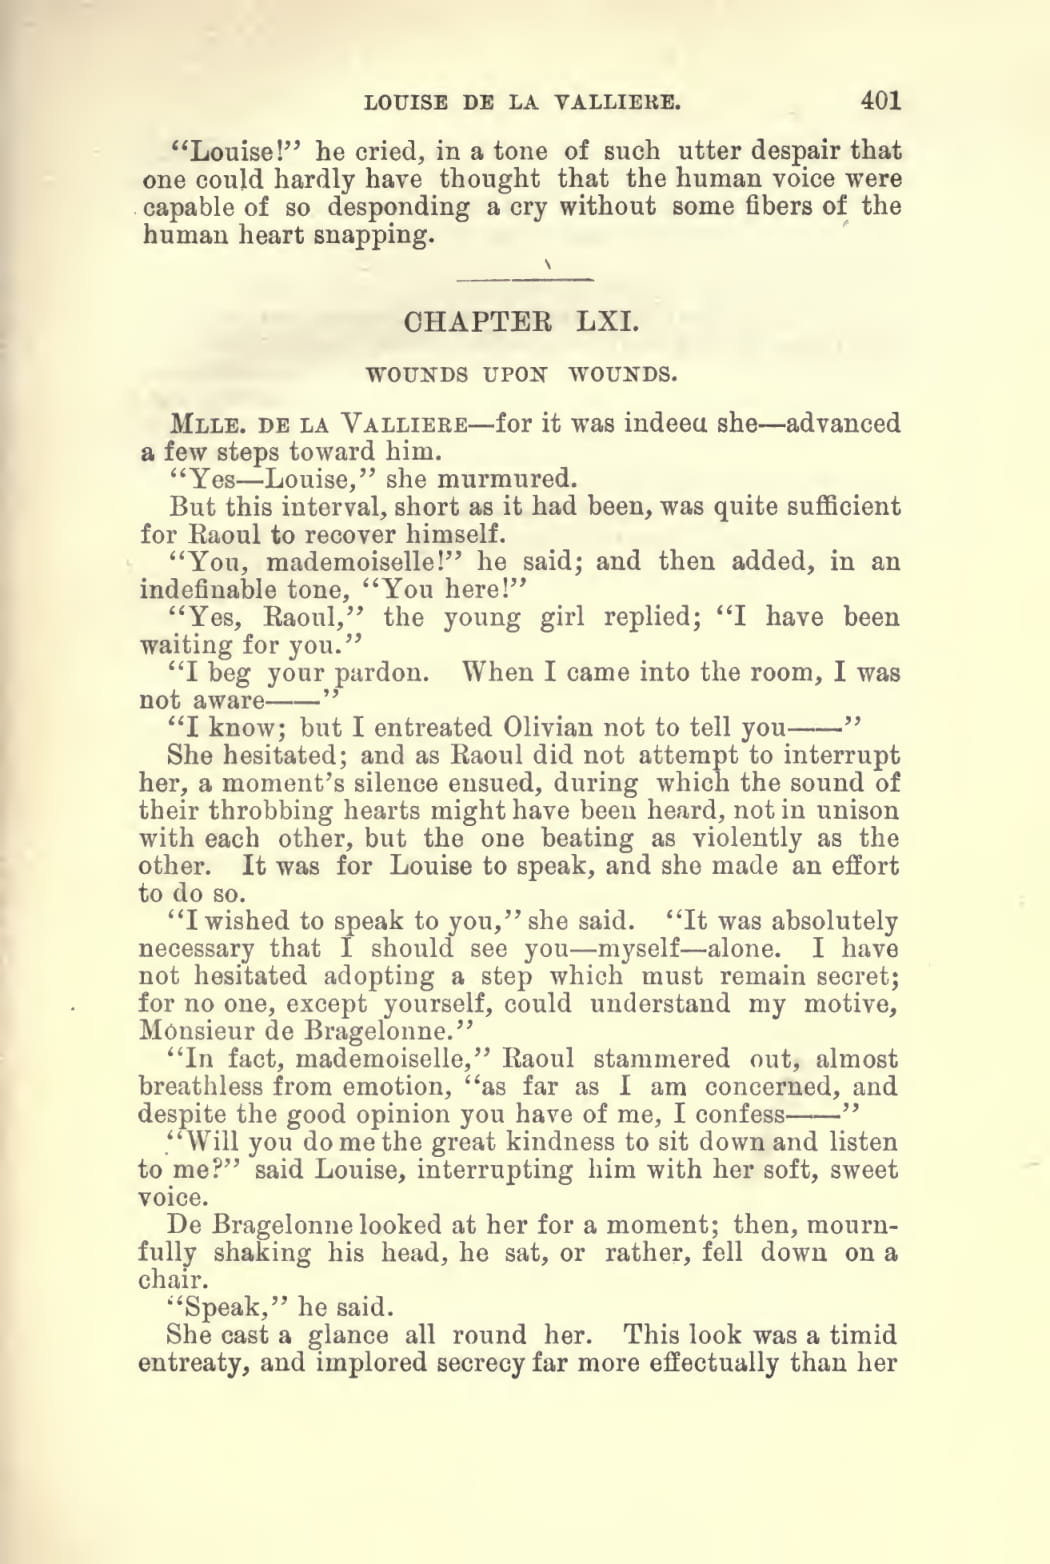 LOUISE DE LA VALLIERE. 401
“Louise!” he cried, in a tone of such utter despair that
one could hardly have thought that the human voice were
capable of so desponding a cry without some fibers of the
human heart snapping.
CHAPTER LXI.
WOUNDS UPON WOUNDS.
MLLE. DE LA VALLIERE—for it was indeed she—advanced
a few steps toward him.
“Yes—Louise,” she murmured.
But this interval, short as it had been, was quite sufficient
for Raoul to recover himself.
“You, mademoiselle!” he said; and then added, in an
indefinable tone, “You here!”
“Yes, Raoul,” the young girl replied; “I have been
waiting for you.”
“I beg your pardon. When I came into the room, I was
not aware——”
“I know; but I entreated Olivian not to tell you——”
She hesitated; and as Raoul did not attempt to interrupt
her, a moment’s silence ensued, during which the sound of
their throbbing hearts might have been heard, not in unison
with each other, but the one beating as violently as the
other. It was for Louise to speak, and she made an effort
to do so.
“I wished to speak to you,” she said. “It was absolutely
necessary that I should see you—myself—alone. I have
not hesitated adopting a step which must remain secret;
for no one, except yourself, could understand my motive,
Monsieur de Bragelonne.”
“In fact, mademoiselle,” Raoul stammered out, almost
breathless from emotion, “as far as I am concerned, and
despite the good opinion you have of me, I confess——”
“Will you do me the great kindness to sit down and listen
to me?” said Louise, interrupting him with her soft, sweet
voice.
De Bragelonne looked at her for a moment; then, mourn-
fully shaking his head, he sat, or rather, fell down on a
chair.
“Speak,” he said.
She cast a glance all round her. This look was a timid
entreaty, and implored secrecy far more effectually than her